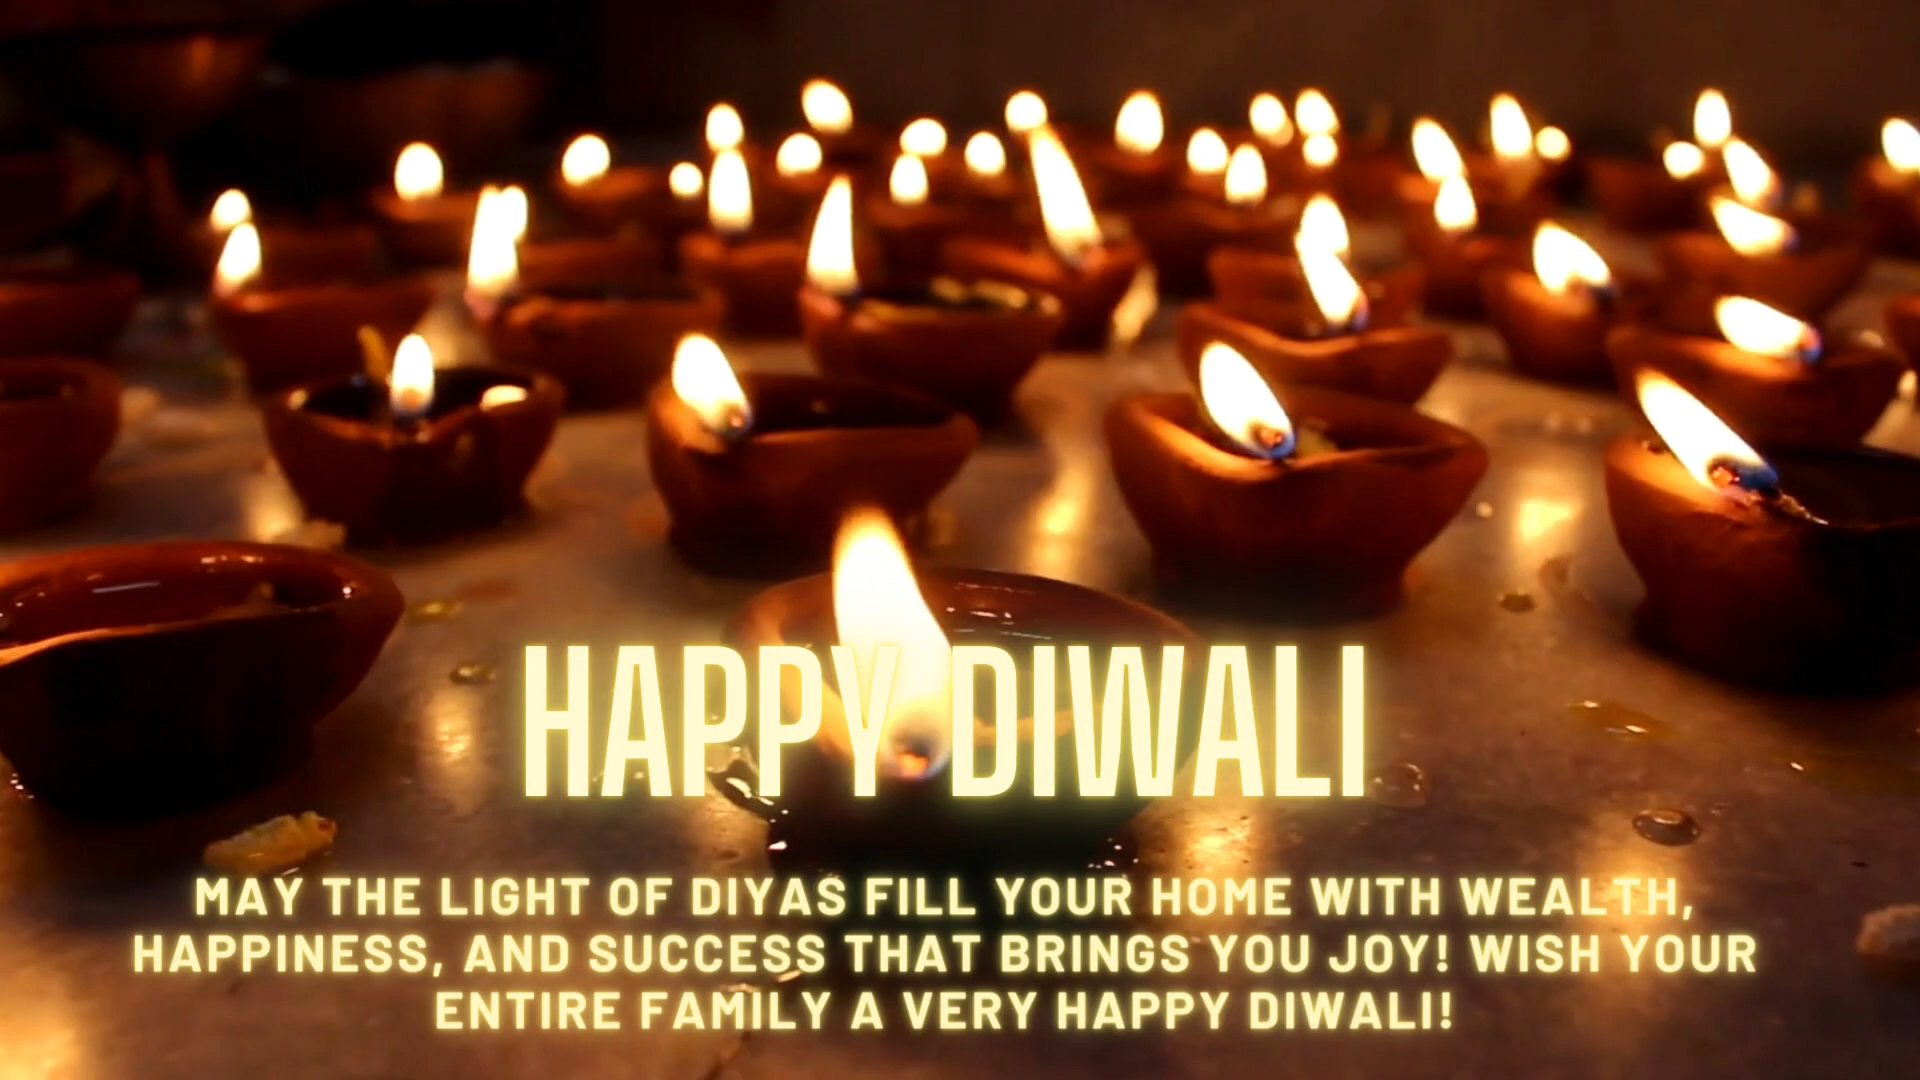 HAPPY DIWALI
MAY THE LIGHT OF DIYAS FILL YOUR HOME WITH WEALTH,
HAPPINESS, AND SUCCESS THAT BRINGS YOU JOY! WISH YOUR
ENTIRE FAMILY A VERY HAPPY DIWALI!